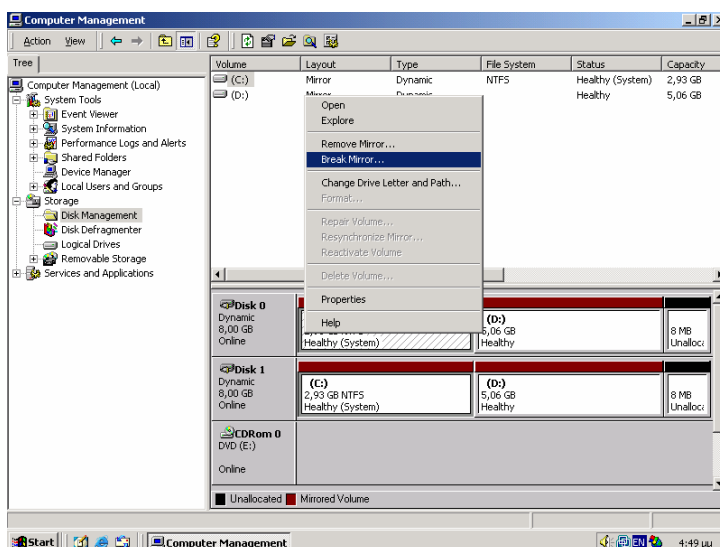 Computer Management
Action View
Tree
Volume Layout Type File System Status Capacity
(C:) Mirror Dynamic NTFS Healthy (System) 2,93 GB
(D:) Mirror Dynamic Healthy 5,06 GB
Computer Management (Local)
System Tools
Event Viewer
System Information
Performance Logs and Alerts
Shared Folders
Device Manager
Local Users and Groups
Storage
Disk Management
Disk Defragmenter
Logical Drives
Removable Storage
Services and Applications
Open
Explore
Remove Mirror...
Break Mirror...
Change Drive Letter and Path...
Format...
Repair Volume...
Resynchronize Mirror...
Reactivate Volume
Delete Volume...
Properties
Help
Disk 0
Dynamic
8,00 GB
Online
Healthy (System)
(D:)
5,06 GB
Healthy
8 MB
Unalloc
Disk 1
Dynamic
8,00 GB
Online
(C:)
2,93 GB NTFS
Healthy (System)
(D:)
5,06 GB
Healthy
8 MB
Unalloc
CDRom 0
DVD (E:)
Online
Unallocated Mirrored Volume
Start Computer Management EN 4:49 μμ